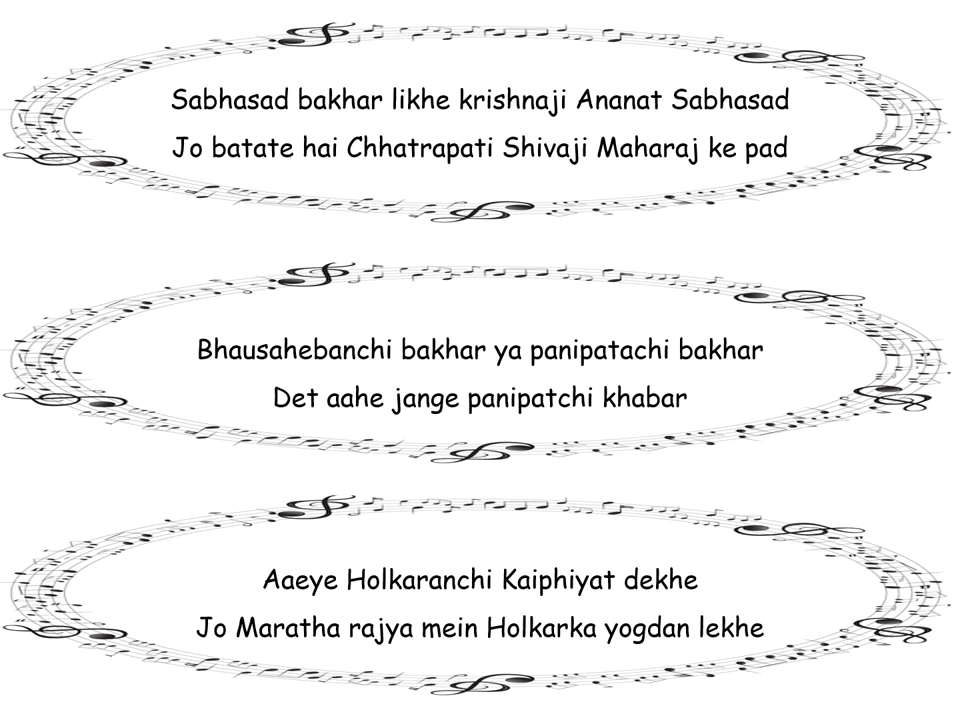 Sabhasad bakhar likhe krishnaji Ananat Sabhasad
Jo batate hai Chhatrapati Shivaji Maharaj ke pad
Bhausahebanchi bakhar ya panipatachi bakhar
Det aahe jange panipatchi khabar
Aaeye Holkaranchi Kaiphiyat dekhe
Jo Maratha rajya mein Holkarka yogdan lekhe